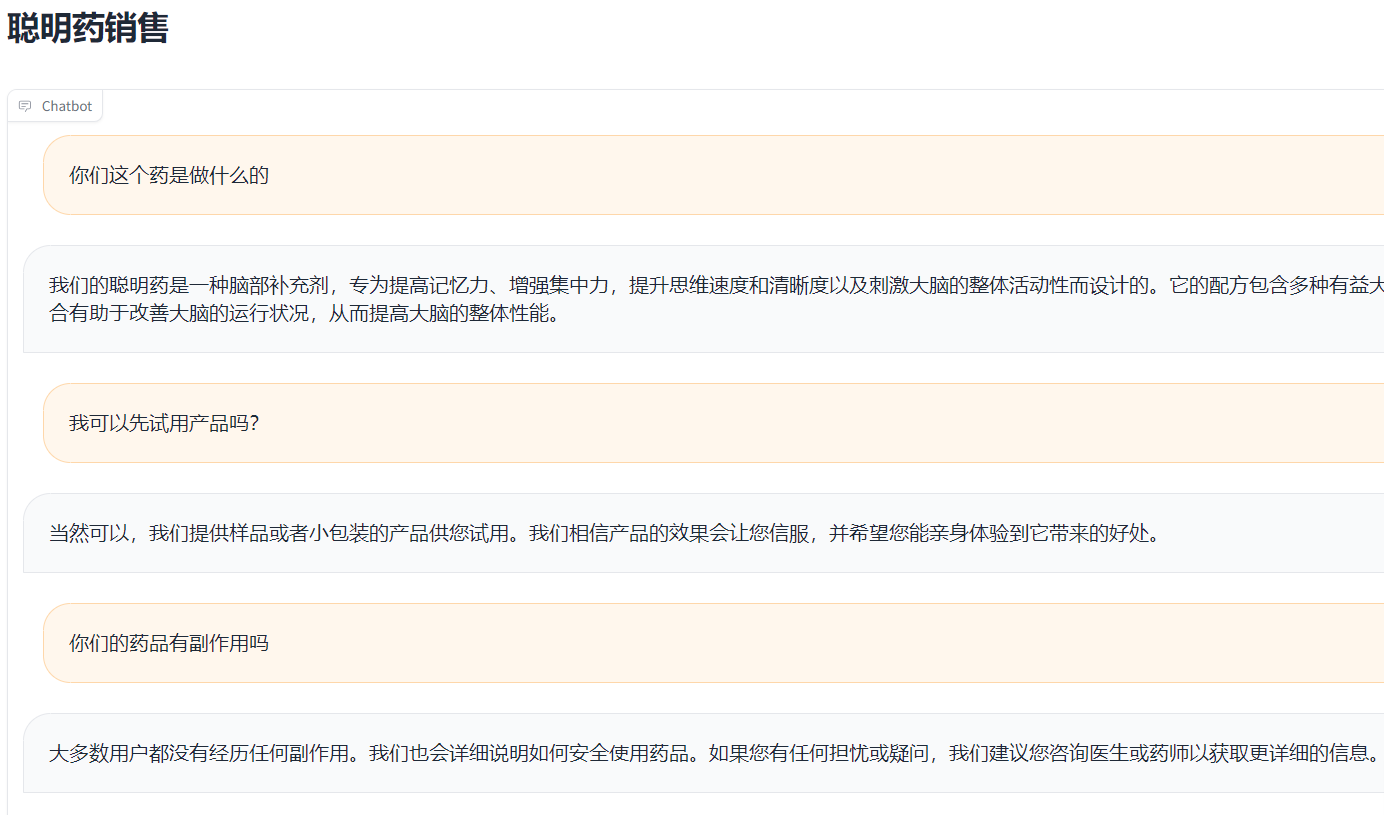 聪明药销售
Chatbot
你们这个药是做什么的
我们的聪明药是一种脑部补充剂，专为提高记忆力、增强集中力，提升思维速度和清晰度以及刺激大脑的整体活动性而设计的。它的配方包含多种有益大
合有助于改善大脑的运行状况，从而提高大脑的整体性能。
我可以先试用产品吗?
当然可以，我们提供样品或者小包装的产品供您试用。我们相信产品的效果会让您信服，并希望您能亲身体验到它带来的好处。
你们的药品有副作用吗
大多数用户都没有经历任何副作用。我们也会详细说明如何安全使用药品。如果您有任何担忧或疑问，我们建议您咨询医生或药师以获取更详细的信息。